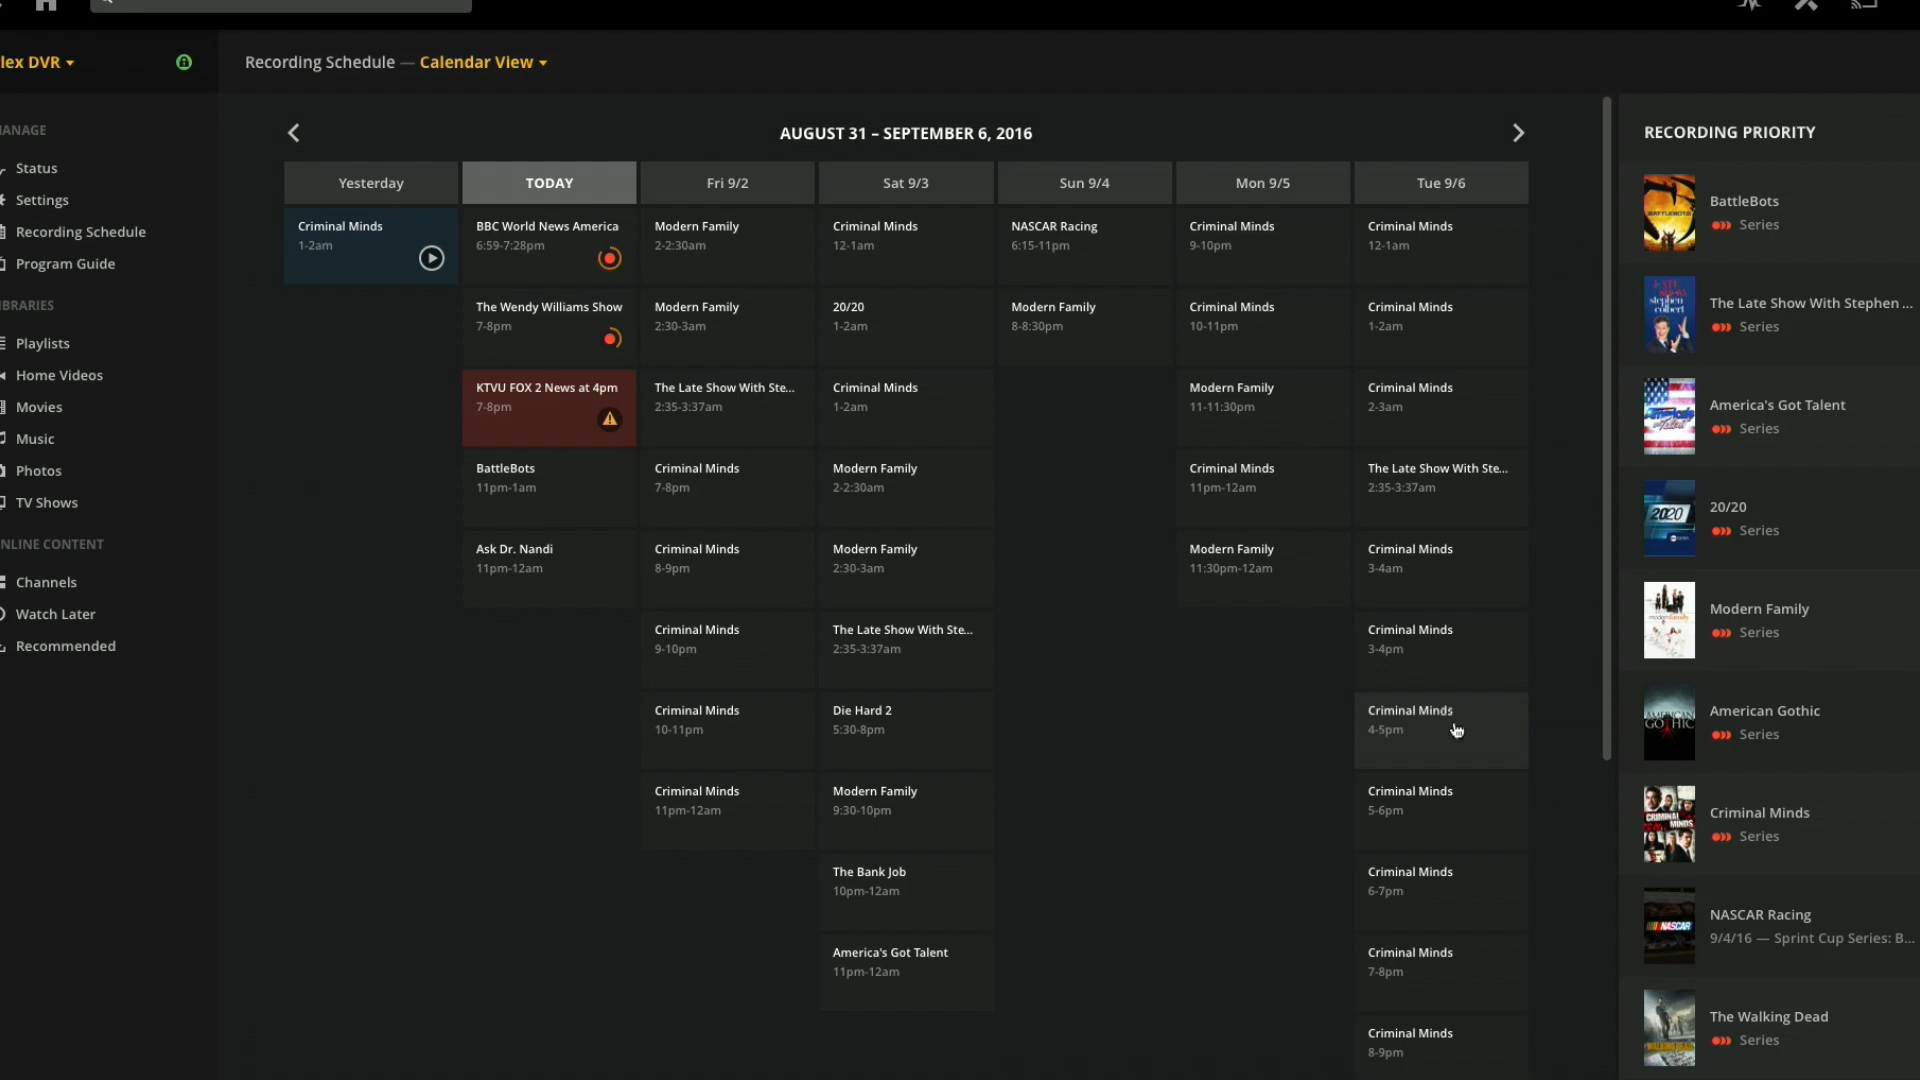 lex DVR
Recording Schedule — Calendar View
ANAGE
Status
Settings
Recording Schedule
Program Guide
BRARIES
Playlists
Home Videos
Movies
Music
Photos
TV Shows
NLINE CONTENT
Channels
Watch Later
Recommended
AUGUST 31 – SEPTEMBER 6, 2016
Yesterday
Criminal Minds
1-2am
TODAY
BBC World News America
6:59-7:28pm
The Wendy Williams Show
7-8pm
KTVU FOX 2 News at 4pm
7-8pm
BattleBots
11pm-1am
Ask Dr. Nandi
11pm-12am
Fri 9/2
Modern Family
2-2:30am
Modern Family
2:30-3am
The Late Show With Ste...
2:35-3:37am
Criminal Minds
7-8pm
Criminal Minds
8-9pm
Criminal Minds
9-10pm
Criminal Minds
10-11pm
Criminal Minds
11pm-12am
Sat 9/3
Criminal Minds
12-1am
20/20
1-2am
Criminal Minds
1-2am
Modern Family
2-2:30am
Modern Family
2:30-3am
The Late Show With Ste...
2:35-3:37am
Die Hard 2
5:30-8pm
Modern Family
9:30-10pm
The Bank Job
10pm-12am
America's Got Talent
11pm-12am
Sun 9/4
NASCAR Racing
6:15-11pm
Modern Family
8-8:30pm
Mon 9/5
Criminal Minds
9-10pm
Criminal Minds
10-11pm
Modern Family
11-11:30pm
Criminal Minds
11pm-12am
Modern Family
11:30pm-12am
Tue 9/6
Criminal Minds
12-1am
Criminal Minds
1-2am
Criminal Minds
2-3am
The Late Show With Ste...
2:35-3:37am
Criminal Minds
3-4am
Criminal Minds
3-4pm
Criminal Minds
4-5pm
Criminal Minds
5-6pm
Criminal Minds
6-7pm
Criminal Minds
7-8pm
Criminal Minds
8-9pm
RECORDING PRIORITY
BattleBots
Series
The Late Show With Stephen ...
Series
stephen
colbert
America's Got Talent
Series
20/20
Series
2020
Modern Family
Series
American Gothic
Series
AMERICAN
GOTHIC
Criminal Minds
Series
CRIMINAL
MINDS
NASCAR Racing
9/4/16 — Sprint Cup Series: B...
NASCAR
The Walking Dead
Series